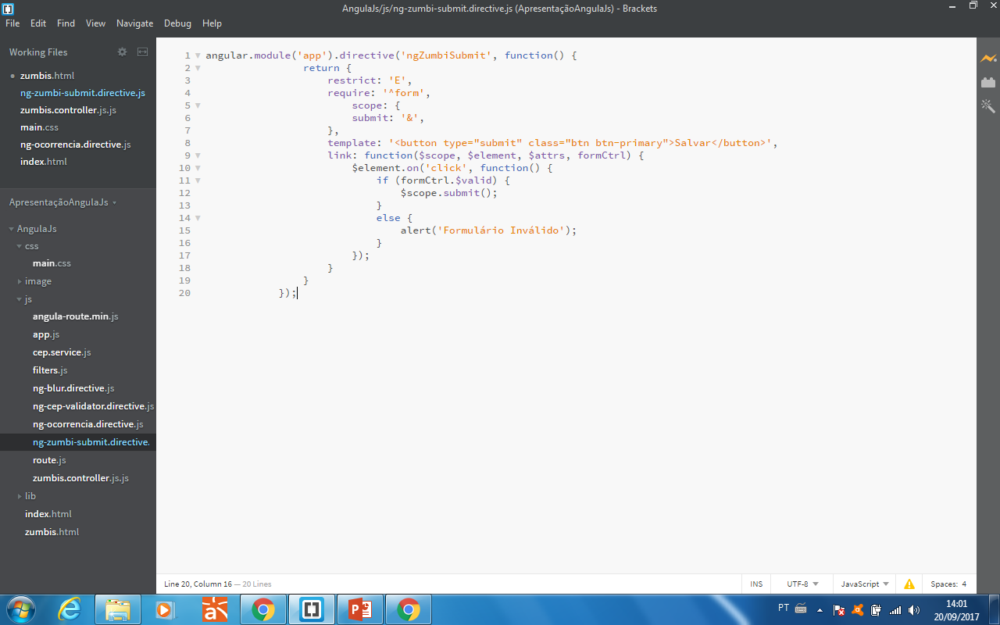 AngulaJs/js/ng-zumbi-submit.directive.js (ApresentaçãoAngulaJs) - Brackets
File Edit Find View Navigate Debug Help
Working Files
zumbis.html
ng-zumbi-submit.directive.js
zumbis.controller.js.js
main.css
ng-ocorrencia.directive.js
index.html
ApresentaçãoAngulaJs
AngulaJs
css
main.css
image
js
angula-route.min.js
app.js
cep.service.js
filters.js
ng-blur.directive.js
ng-cep-validator.directive.js
ng-ocorrencia.directive.js
ng-zumbi-submit.directive.
route.js
zumbis.controller.js.js
lib
index.html
zumbis.html
1 angular.module('app').directive('ngZumbiSubmit', function() {
2 return {
3 restrict: 'E',
4 require: '^form',
5 scope: {
6 submit: '&',
7 },
8 template: '<button type="submit" class="btn btn-primary">Salvar</button>',
9 link: function($scope, $element, $attrs, formCtrl) {
10 $element.on('click', function() {
11 if (formCtrl.$valid) {
12 $scope.submit();
13 }
14 else {
15 alert('Formulário Inválido');
16 }
17 });
18 }
19 }
20 });
Line 20, Column 16 — 20 Lines
INS UTF-8 JavaScript Spaces: 4
PT
14:01
20/09/2017